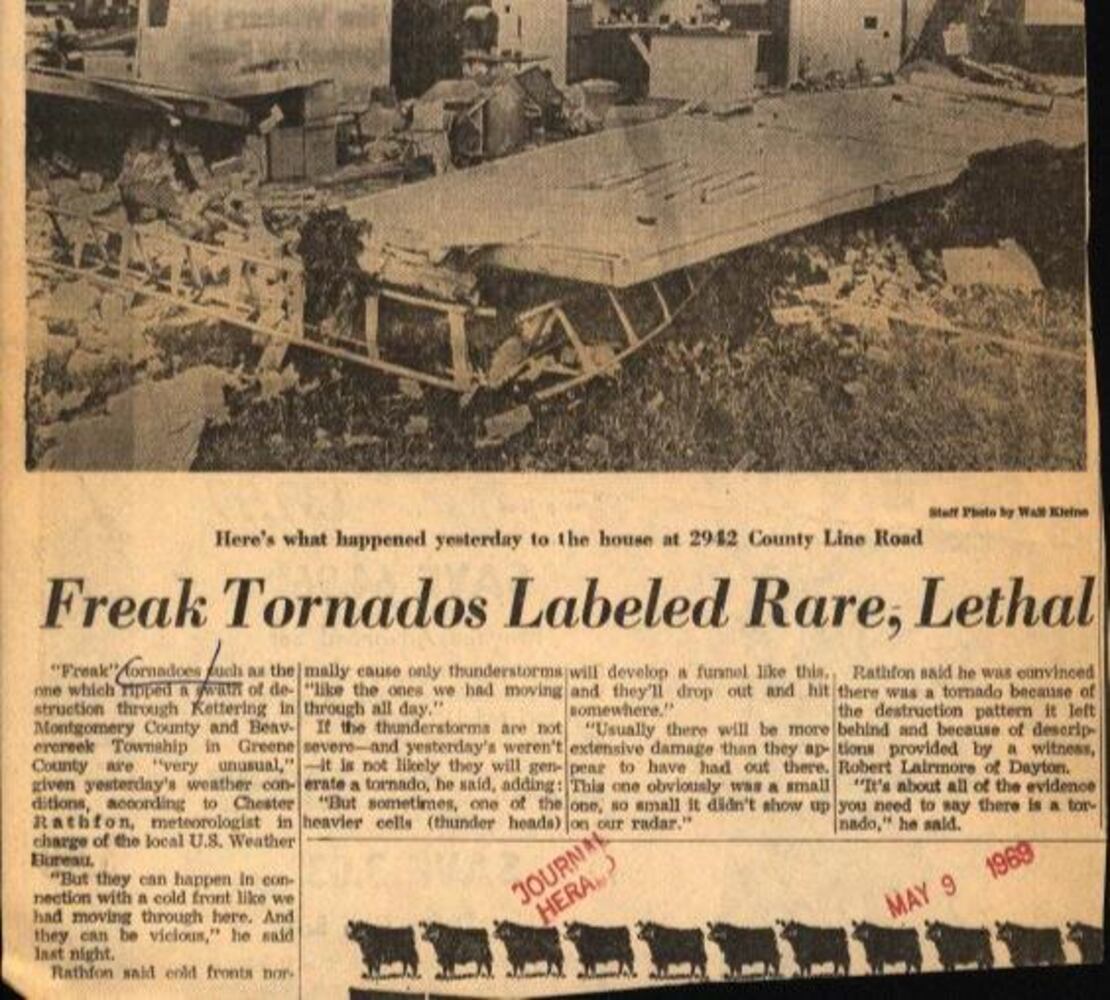 Staff Photo by Walt Kleine
Here's what happened yesterday to the house at 2942 County Line Road
Freak Tornados Labeled Rare, Lethal
"Freak" tornadoes such as the
one which ripped a swath of de-
struction through Kettering in
Montgomery County and Beav-
ercreek Township in Greene
County are "very unusual,"
given yesterday's weather con-
ditions, according to Chester
Rathfon, meteorologist in
charge of the local U.S. Weather
Bureau.
"But they can happen in con-
nection with a cold front like we
had moving through here. And
they can be vicious," he said
last night.
Rathfon said cold fronts nor-
mally cause only thunderstorms
"like the ones we had moving
through all day."
If the thunderstorms are not
severe—and yesterday's weren't
—it is not likely they will gen-
erate a tornado, he said, adding:
"But sometimes, one of the
heavier cells (thunder heads)
will develop a funnel like this,
and they'll drop out and hit
somewhere."
"Usually there will be more
extensive damage than they ap-
pear to have had out there.
This one obviously was a small
one, so small it didn't show up
on our radar."
Rathfon said he was convinced
there was a tornado because of
the destruction pattern it left
behind and because of descrip-
tions provided by a witness,
Robert Lairmore of Dayton.
"It's about all of the evidence
you need to say there is a tor-
nado," he said.
JOURNAL
HERALD
MAY 9 1969